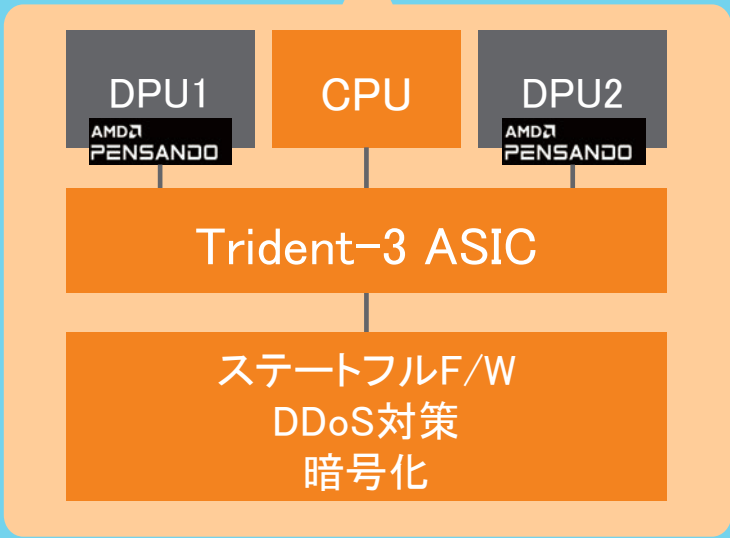 DPU1
AMD
PENSANDO
CPU
DPU2
AMD
PENSANDO
Trident-3 ASIC
ステートフルF/W
DDoS対策
暗号化